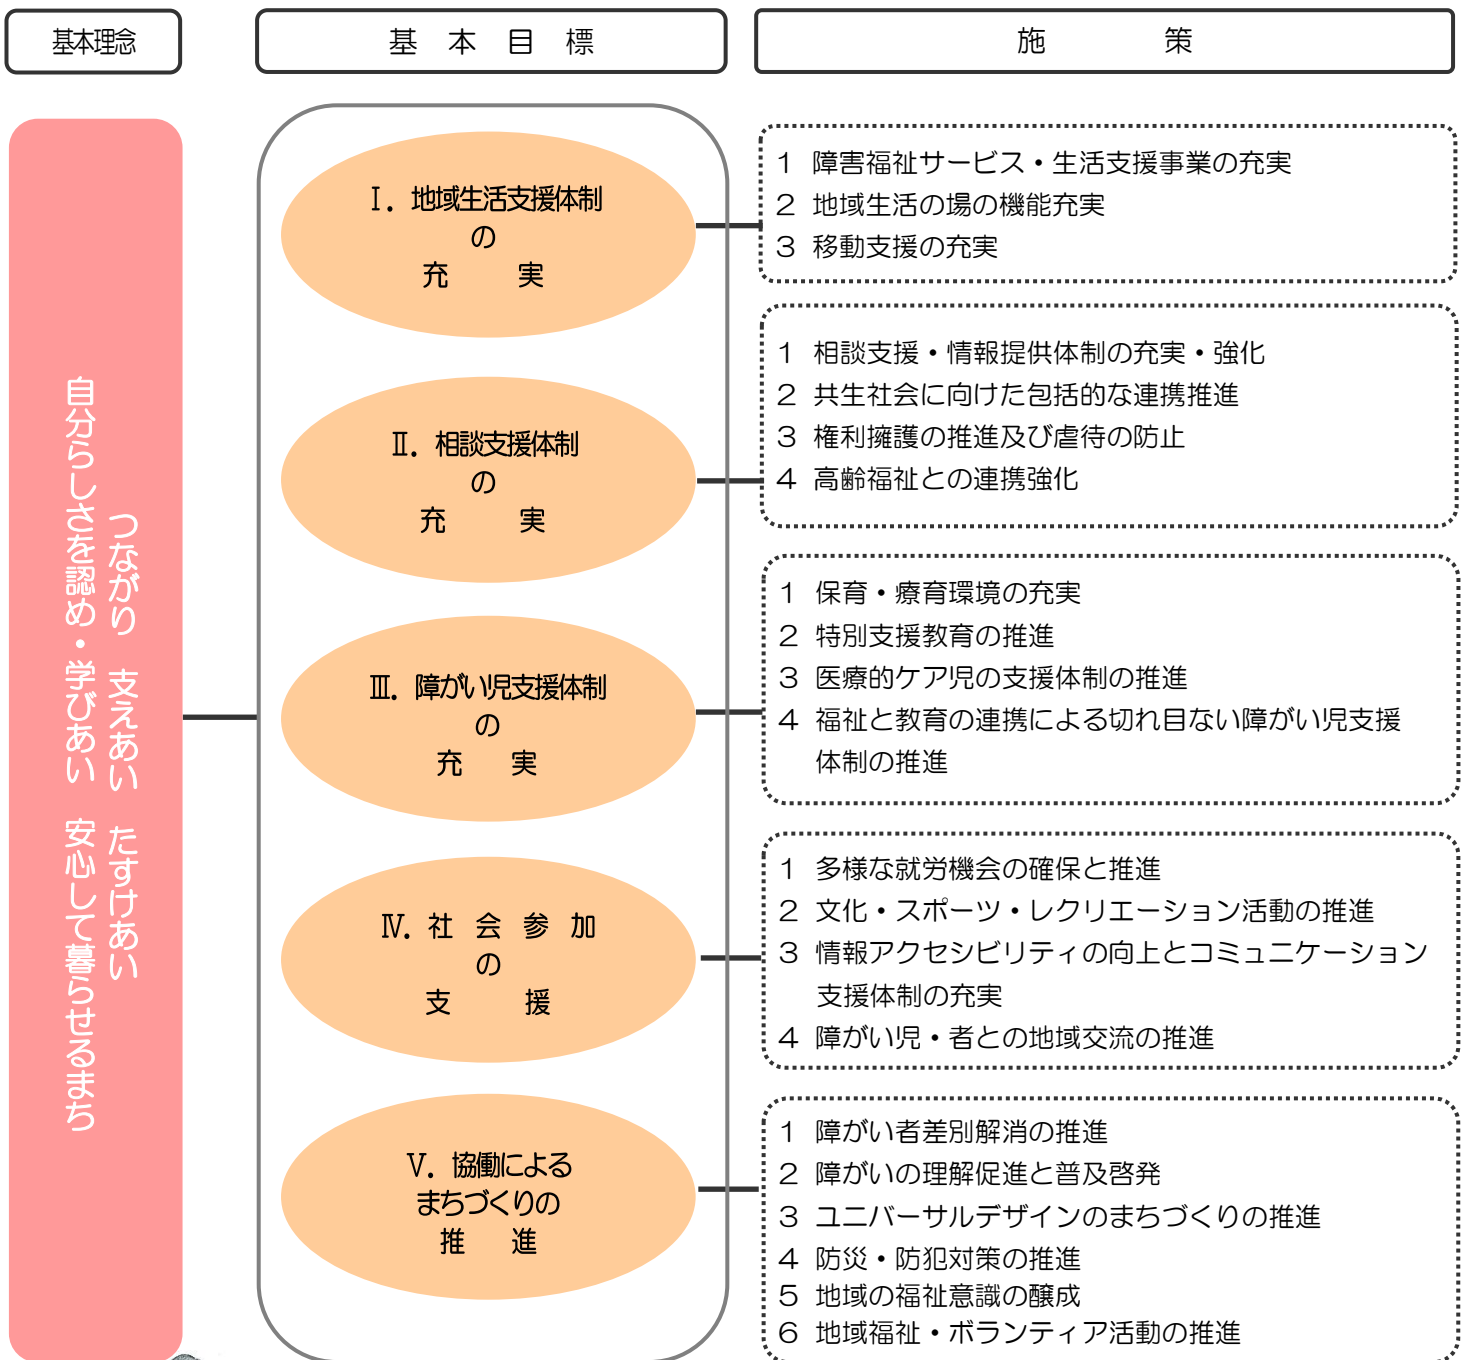 基本理念
基本目標
施策
つながり 支えあい たすけあい
自分らしさを認め・学びあい 安心して暮らせるまち
Ⅰ．地域生活支援体制
の
充実
1 障害福祉サービス・生活支援事業の充実
2 地域生活の場の機能充実
3 移動支援の充実
Ⅱ．相談支援体制
の
充実
1 相談支援・情報提供体制の充実・強化
2 共生社会に向けた包括的な連携推進
3 権利擁護の推進及び虐待の防止
4 高齢福祉との連携強化
Ⅲ．障がい児支援体制
の
充実
1 保育・療育環境の充実
2 特別支援教育の推進
3 医療的ケア児の支援体制の推進
4 福祉と教育の連携による切れ目ない障がい児支援
体制の推進
Ⅳ．社会参加
の
支援
1 多様な就労機会の確保と推進
2 文化・スポーツ・レクリエーション活動の推進
3 情報アクセシビリティの向上とコミュニケーション
支援体制の充実
4 障がい児・者との地域交流の推進
Ⅴ．協働による
まちづくりの
推進
1 障がい者差別解消の推進
2 障がいの理解促進と普及啓発
3 ユニバーサルデザインのまちづくりの推進
4 防災・防犯対策の推進
5 地域の福祉意識の醸成
6 地域福祉・ボランティア活動の推進